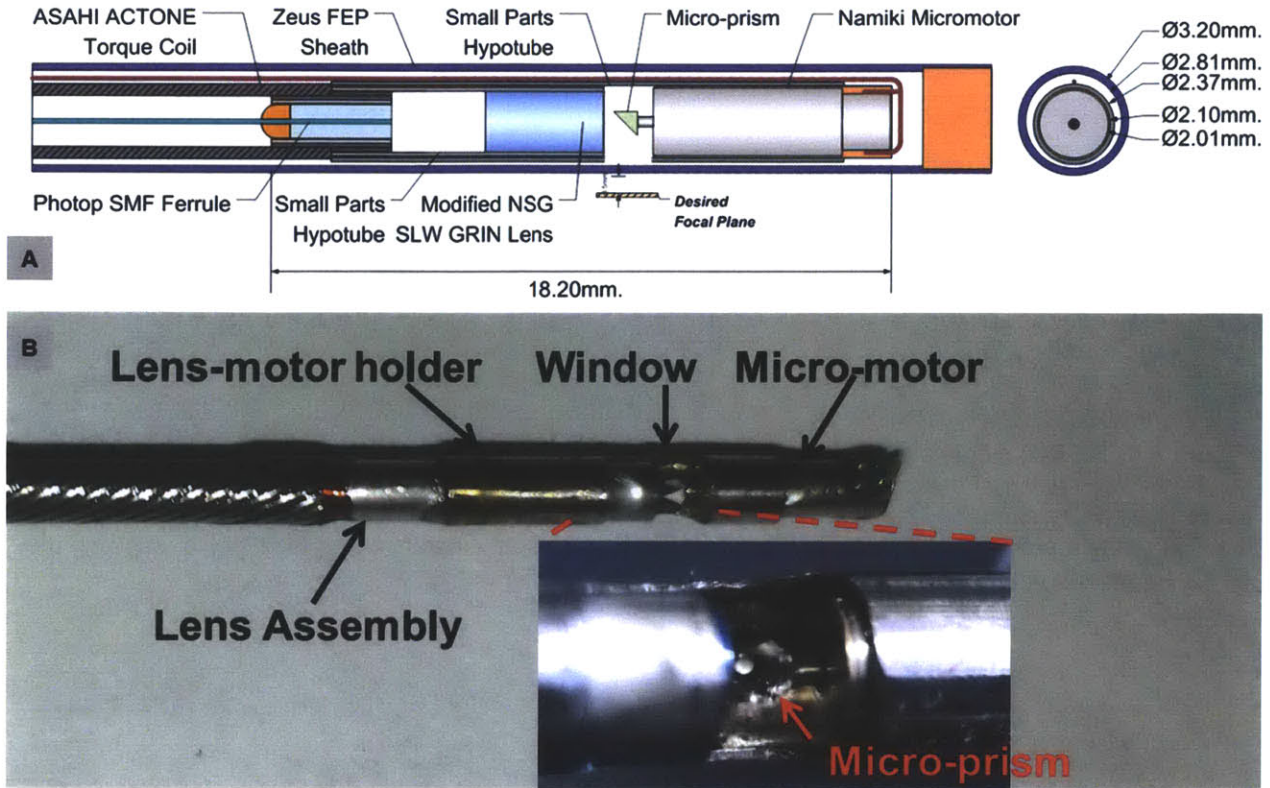 ASAHI ACTONE
Torque Coil
Zeus FEP
Sheath
Small Parts
Hypotube
Micro-prism
Namiki Micromotor
Ø3.20mm.
Ø2.81mm.
Ø2.37mm.
Ø2.10mm.
Ø2.01mm.
Photop SMF Ferrule
Small Parts
Hypotube
Modified NSG
SLW GRIN Lens
Desired
Focal Plane
A
18.20mm.
B
Lens-motor holder
Window
Micro-motor
Lens Assembly
Micro-prism